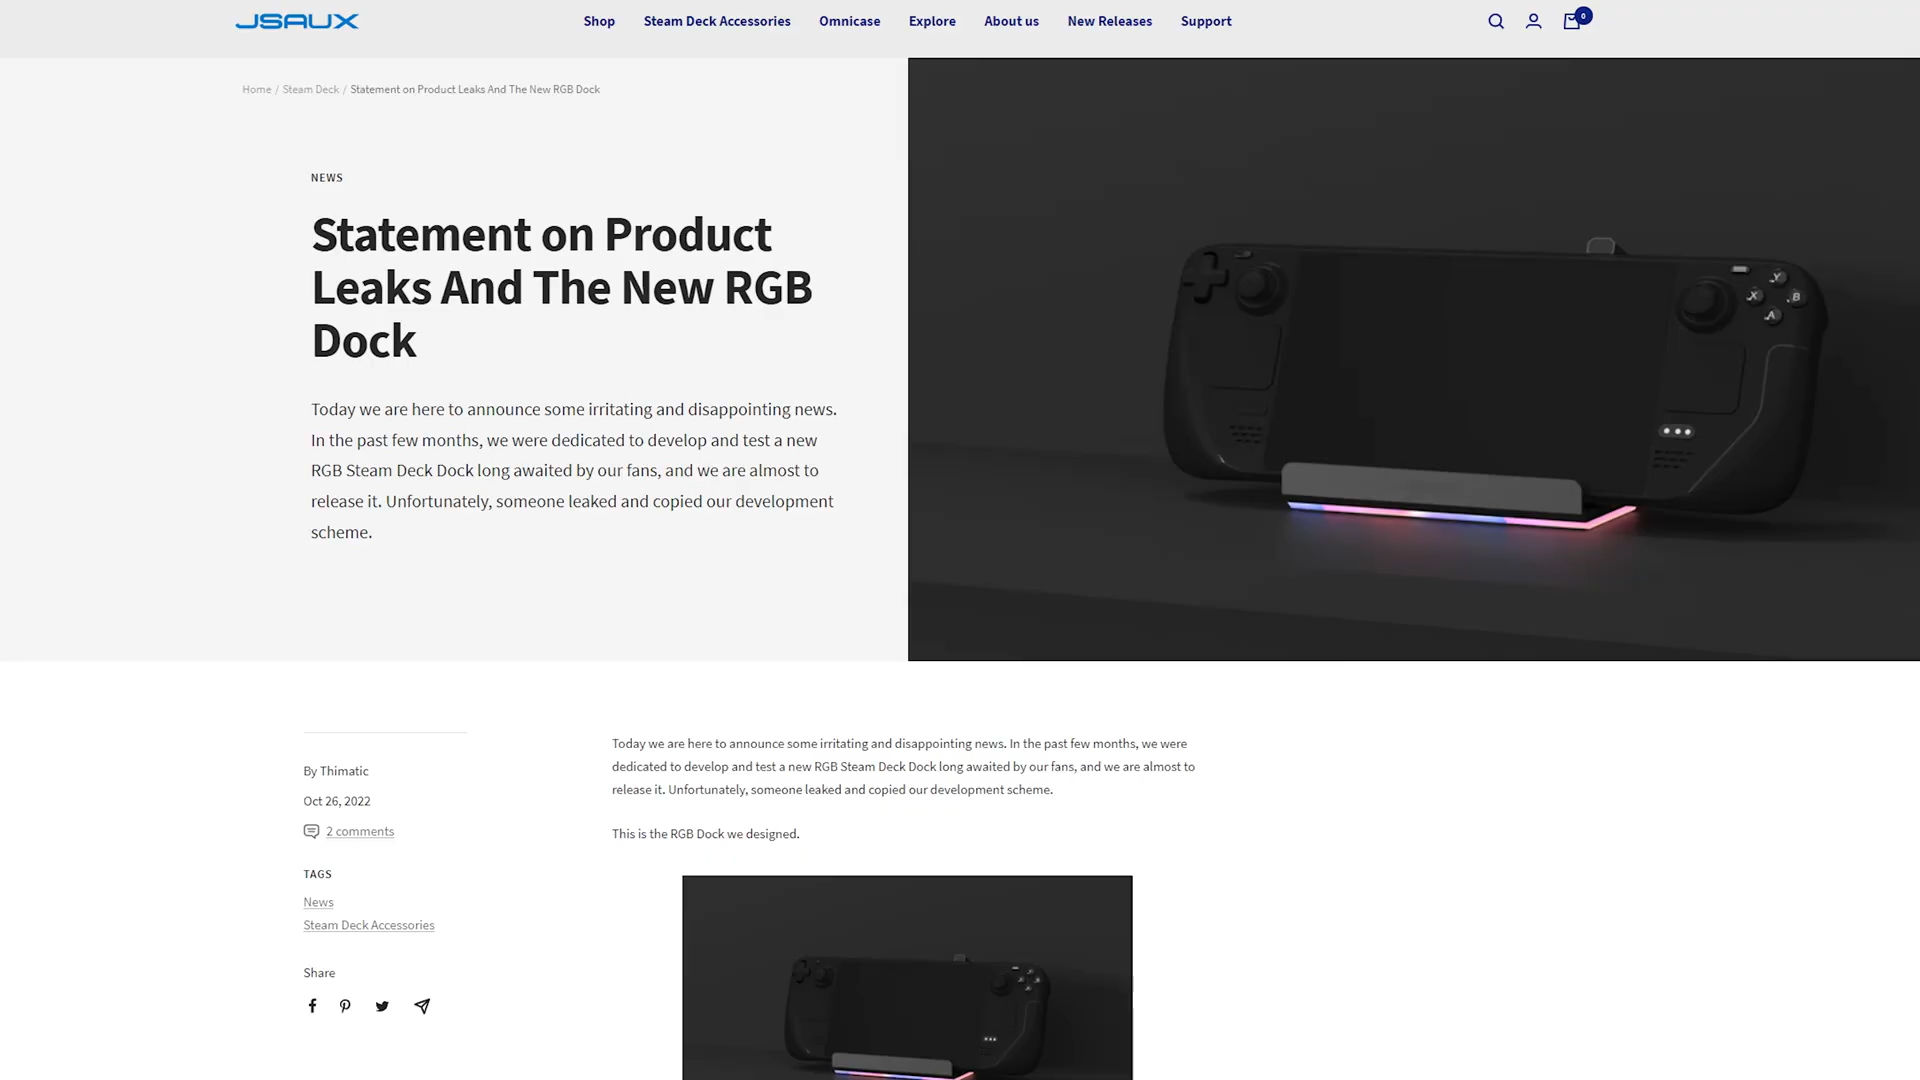 JSAUX
Shop Steam Deck Accessories Omnicase Explore About us New Releases Support
0
Home / Steam Deck / Statement on Product Leaks And The New RGB Dock
NEWS
Statement on Product
Leaks And The New RGB
Dock
Today we are here to announce some irritating and disappointing news.
In the past few months, we were dedicated to develop and test a new
RGB Steam Deck Dock long awaited by our fans, and we are almost to
release it. Unfortunately, someone leaked and copied our development
scheme.
Y
X B
A
By Thimatic
Oct 26, 2022
2 comments
TAGS
News
Steam Deck Accessories
Share
Today we are here to announce some irritating and disappointing news. In the past few months, we were
dedicated to develop and test a new RGB Steam Deck Dock long awaited by our fans, and we are almost to
release it. Unfortunately, someone leaked and copied our development scheme.
This is the RGB Dock we designed.